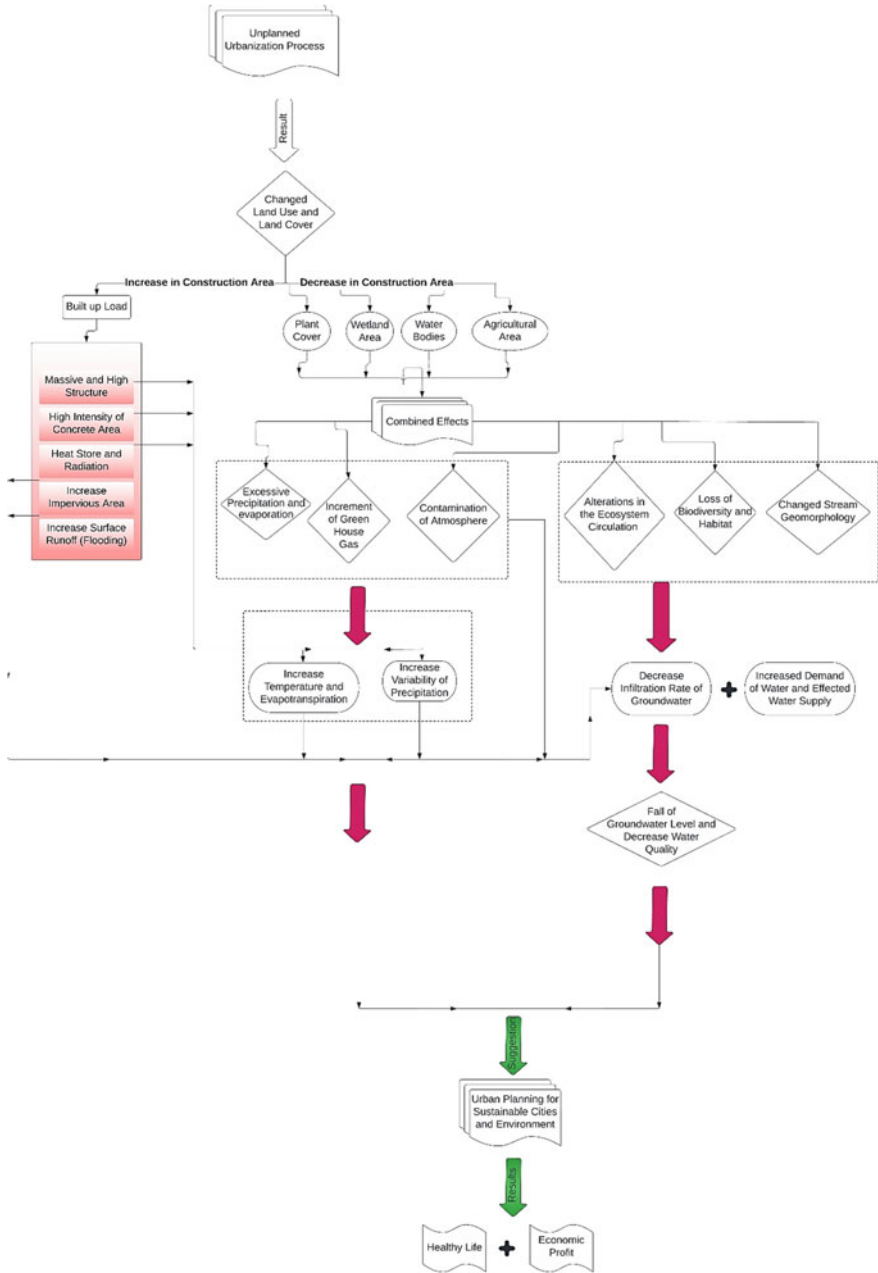 Unplanned
Urbanization Process
Result
Changed
Land Use and
Land Cover
Increase in Construction Area
Decrease in Construction Area
Built up Load
Plant
Cover
Wetland
Area
Water
Bodies
Agricultural
Area
Massive and High
Structure
High Intensity of
Concrete Area
Heat Store and
Radiation
Increase
Impervious Area
Increase Surface
Runoff (Flooding)
Combined Effects
Excessive
Precipitation and
evaporation
Increment of
Green House
Gas
Contamination
of Atmosphere
Alterations in
the Ecosystem
Circulation
Loss of
Biodiversity and
Habitat
Changed Stream
Geomorphology
Increase
Temperature and
Evapotranspiration
Increase
Variability of
Precipitation
Decrease
Infiltration Rate of
Groundwater
+
Increased Demand
of Water and Effected
Water Supply
Fall of
Groundwater Level and
Decrease Water
Quality
Suggestion
Urban Planning for
Sustainable Cities
and Environment
Results
Healthy Life
+
Economic
Profit